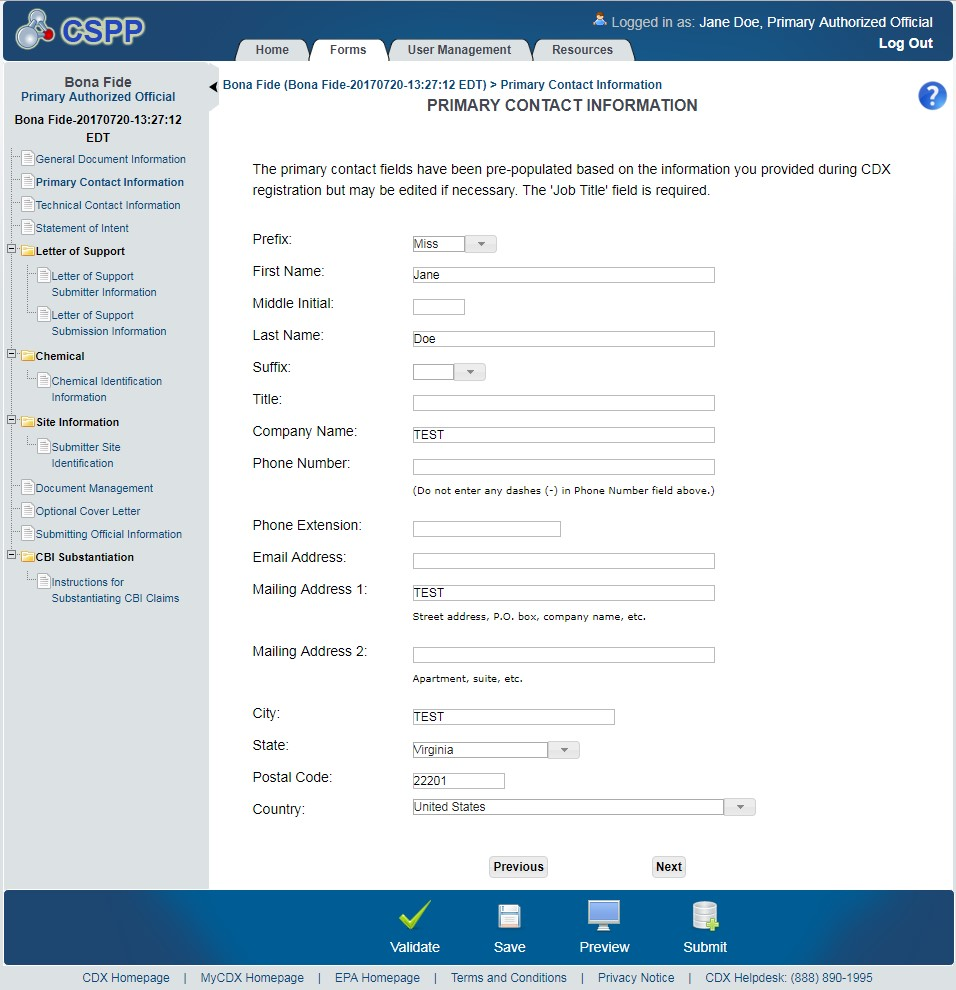 CSPP
Logged in as: Jane Doe, Primary Authorized Official
Log Out
Home
Forms
User Management
Resources
Bona Fide
Primary Authorized Official
Bona Fide-20170720-13:27:12
EDT
General Document Information
Primary Contact Information
Technical Contact Information
Statement of Intent
Letter of Support
Letter of Support
Submitter Information
Letter of Support
Submission Information
Chemical
Chemical Identification
Information
Site Information
Submitter Site
Identification
Document Management
Optional Cover Letter
Submitting Official Information
CBI Substantiation
Instructions for
Substantiating CBI Claims
Bona Fide (Bona Fide-20170720-13:27:12 EDT) > Primary Contact Information
PRIMARY CONTACT INFORMATION
?
The primary contact fields have been pre-populated based on the information you provided during CDX
registration but may be edited if necessary. The 'Job Title' field is required.
Prefix: Miss
First Name: Jane
Middle Initial:
Last Name: Doe
Suffix:
Title:
Company Name: TEST
Phone Number:
(Do not enter any dashes (-) in Phone Number field above.)
Phone Extension:
Email Address:
Mailing Address 1: TEST
Street address, P.O. box, company name, etc.
Mailing Address 2:
Apartment, suite, etc.
City: TEST
State: Virginia
Postal Code: 22201
Country: United States
Previous
Next
Validate
Save
Preview
Submit
CDX Homepage | MyCDX Homepage | EPA Homepage | Terms and Conditions | Privacy Notice | CDX Helpdesk: (888) 890-1995